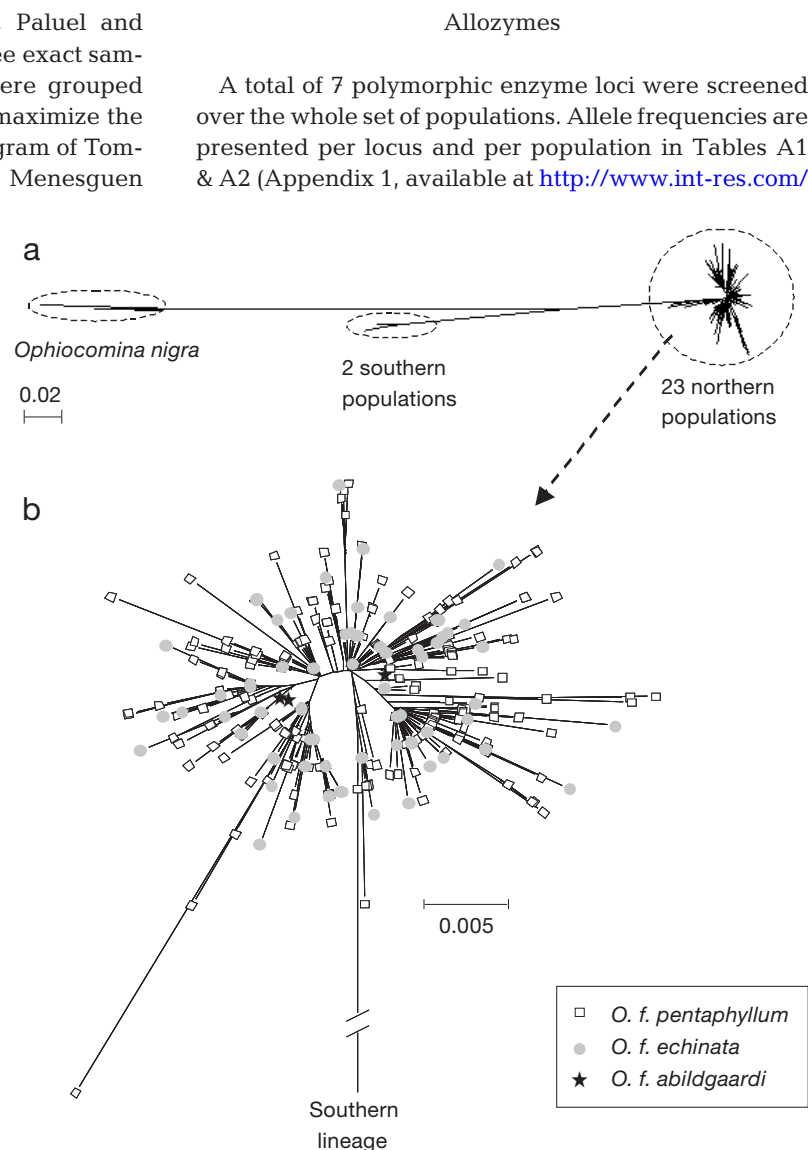 Paluel and
ee exact sam-
ere grouped
maximize the
gram of Tom-
Menesguen
Allozymes
A total of 7 polymorphic enzyme loci were screened
over the whole set of populations. Allele frequencies are
presented per locus and per population in Tables A1
& A2 (Appendix 1, available at http://www.int-res.com/
a
Ophiocomina nigra
0.02
2 southern
populations
23 northern
populations
b
0.005
Southern
lineage
O. f. pentaphyllum
O. f. echinata
O. f. abildgaardi